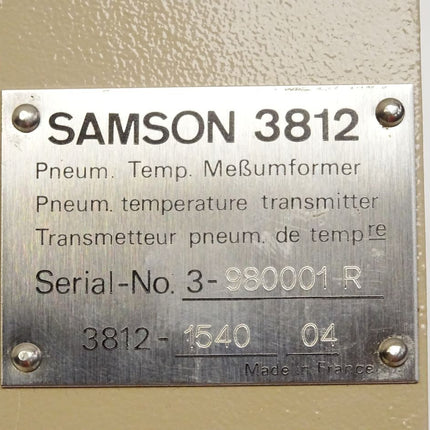 SAMSON 3812
Pneum. Temp. Meßumformer
Pneum. temperature transmitter
Transmetteur pneum. de tempre
Serial-No. 3-980001 R
3812-1540 04
Made in France